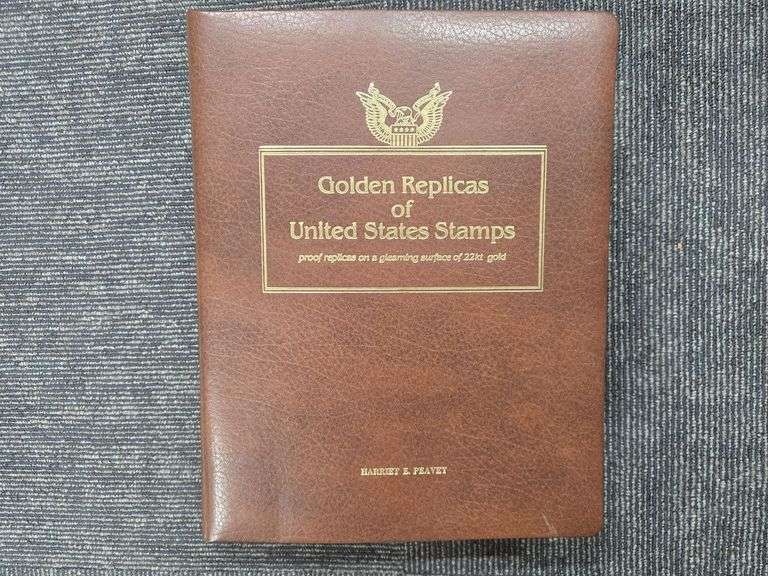 Golden Replicas
of
United States Stamps
proof replicas on a gleaming surface of 22kt gold
HARRIET E. PEAVEY